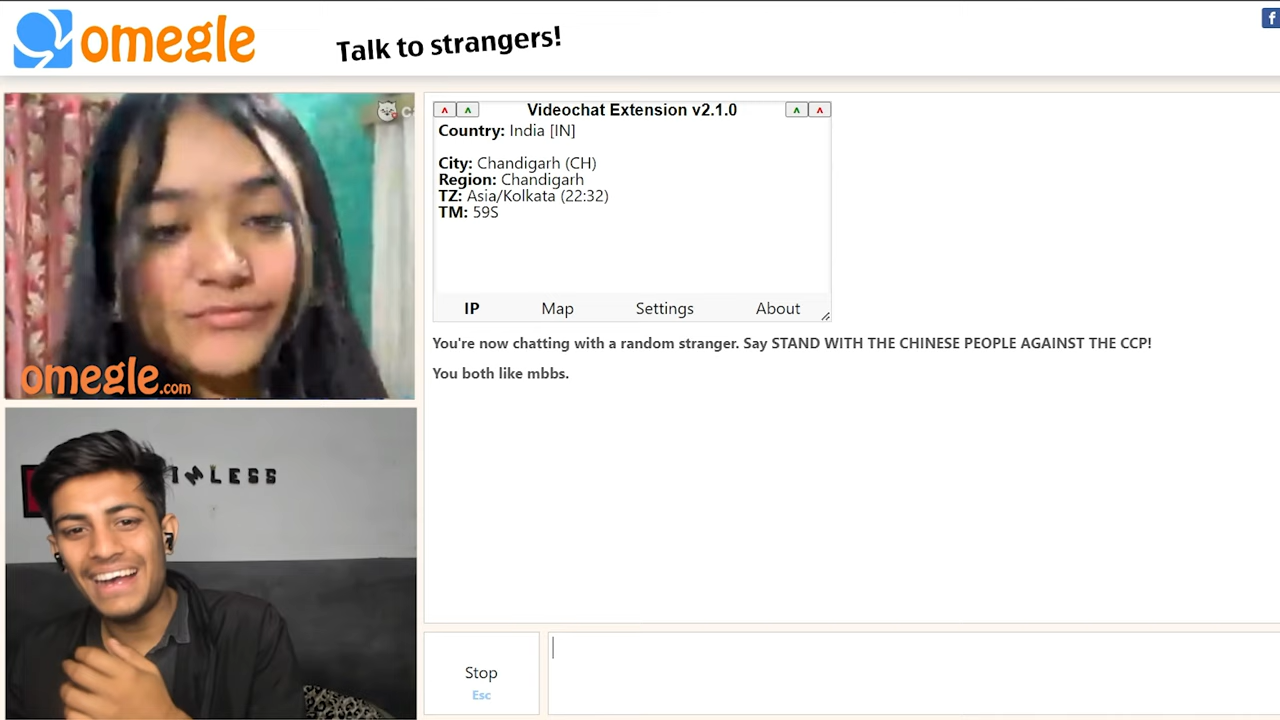 omegle
Talk to strangers!
f
^ ^ Videochat Extension v2.1.0 ^ ^
Country: India [IN]
City: Chandigarh (CH)
Region: Chandigarh
TZ: Asia/Kolkata (22:32)
TM: 59S
IP Map Settings About
You're now chatting with a random stranger. Say STAND WITH THE CHINESE PEOPLE AGAINST THE CCP!
You both like mbbs.
C
omegle.com
MLESS
Stop
Esc